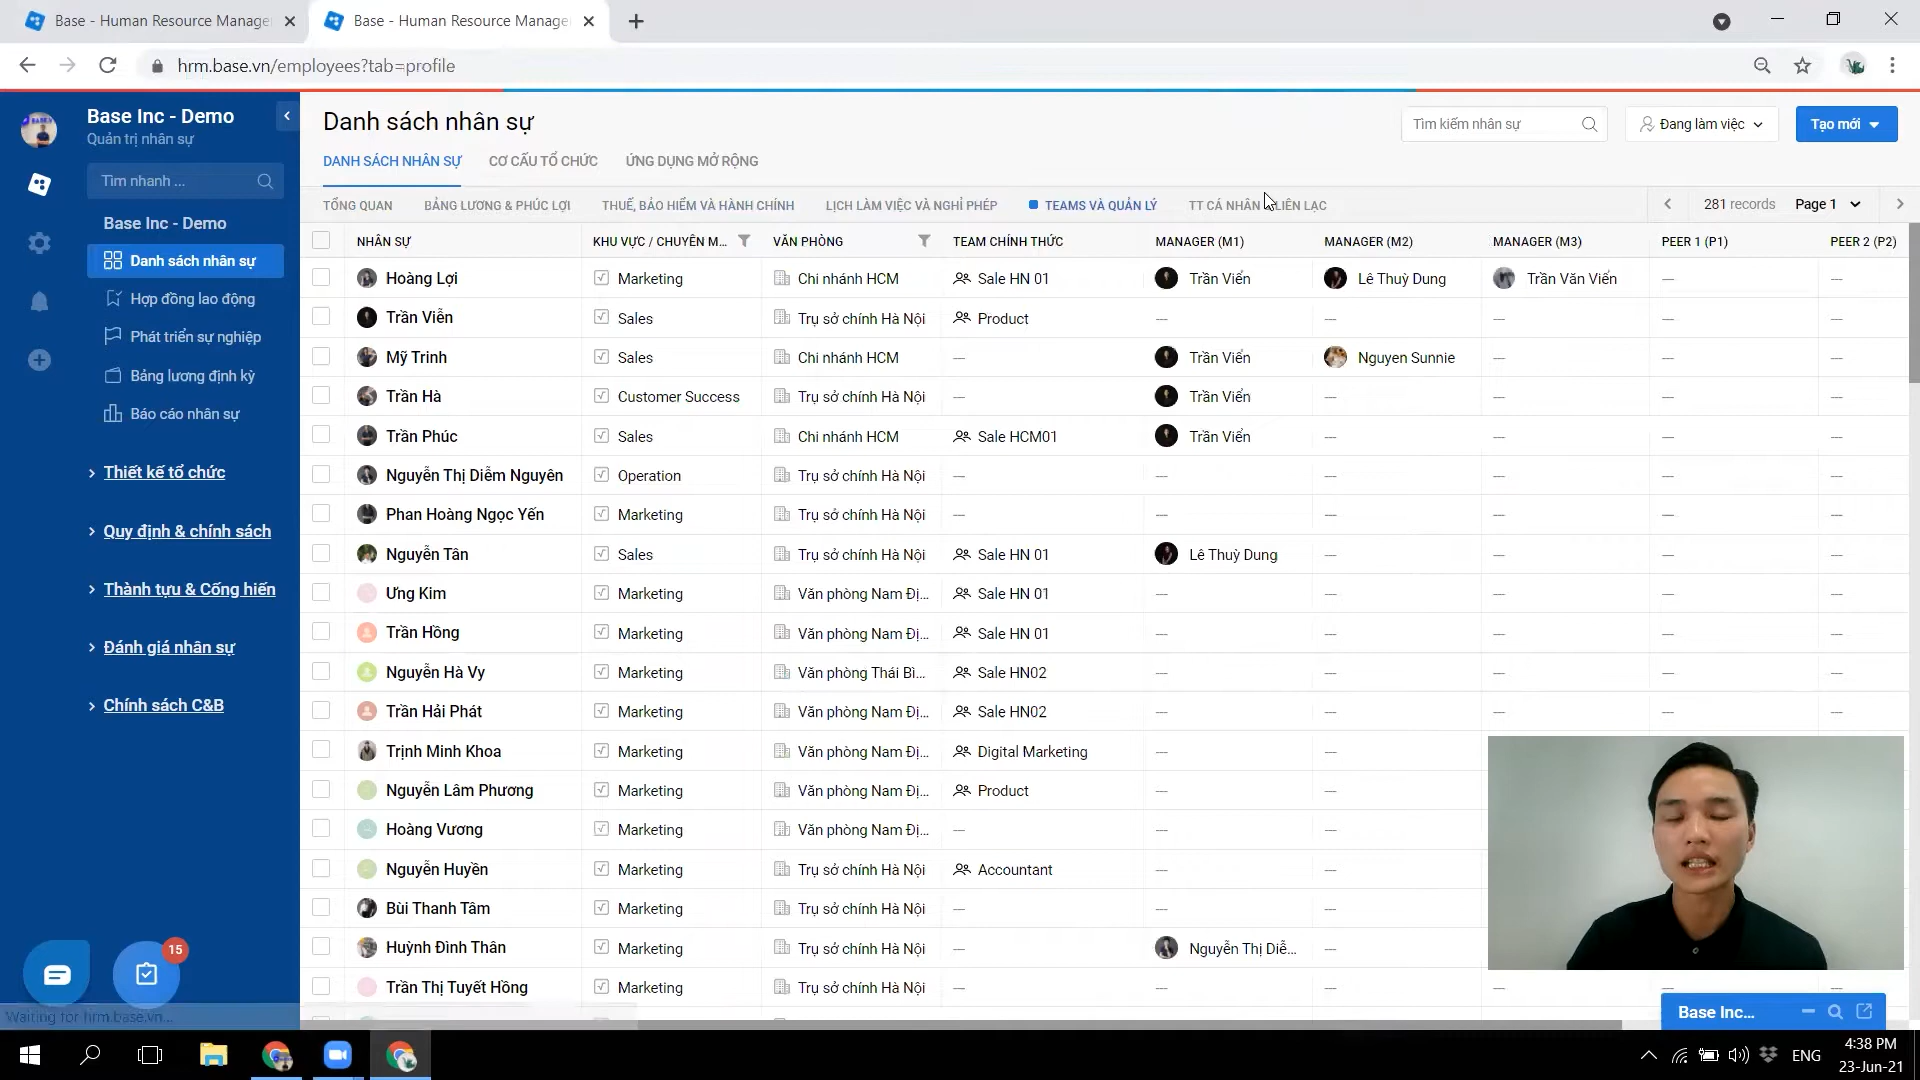 Base - Human Resource Manage
Base - Human Resource Manage
hrm.base.vn/employees?tab=profile
Base Inc - Demo
Quản trị nhân sự
Tìm nhanh ...
Base Inc - Demo
Danh sách nhân sự
Hợp đồng lao động
Phát triển sự nghiệp
Bảng lương định kỳ
Báo cáo nhân sự
Thiết kế tổ chức
Quy định & chính sách
Thành tựu & Cống hiến
Đánh giá nhân sự
Chính sách C&B
15
Waiting for hrm.base.vn...
Danh sách nhân sự
Tìm kiếm nhân sự
Đang làm việc
Tạo mới
DANH SÁCH NHÂN SỰ CƠ CẤU TỔ CHỨC ỨNG DỤNG MỞ RỘNG
TỔNG QUAN BẢNG LƯƠNG & PHÚC LỢI THUẾ, BẢO HIỂM VÀ HÀNH CHÍNH LỊCH LÀM VIỆC VÀ NGHỈ PHÉP TEAMS VÀ QUẢN LÝ TT CÁ NHÂN LIÊN LẠC 281 records Page 1
NHÂN SỰ KHU VỰC / CHUYÊN M... VĂN PHÒNG TEAM CHÍNH THỨC MANAGER (M1) MANAGER (M2) MANAGER (M3) PEER 1 (P1) PEER 2 (P2)
Hoàng Lợi Marketing Chi nhánh HCM Sale HN 01 Trần Viễn Lê Thuỳ Dung Trần Văn Viễn --- ---
Trần Viễn Sales Trụ sở chính Hà Nội Product --- --- --- --- ---
Mỹ Trinh Sales Chi nhánh HCM --- Trần Viễn Nguyen Sunnie --- --- ---
Trần Hà Customer Success Trụ sở chính Hà Nội --- Trần Viễn --- --- --- ---
Trần Phúc Sales Chi nhánh HCM Sale HCM01 Trần Viễn --- --- --- ---
Nguyễn Thị Diễm Nguyên Operation Trụ sở chính Hà Nội --- --- --- --- --- ---
Phan Hoàng Ngọc Yến Marketing Trụ sở chính Hà Nội --- --- --- --- --- ---
Nguyễn Tân Sales Trụ sở chính Hà Nội Sale HN 01 Lê Thuỳ Dung --- --- --- ---
Ưng Kim Marketing Văn phòng Nam Đị... Sale HN 01 --- --- --- --- ---
Trần Hồng Marketing Văn phòng Nam Đị... Sale HN 01 --- --- --- --- ---
Nguyễn Hà Vy Marketing Văn phòng Thái Bì... Sale HN02 --- --- --- --- ---
Trần Hải Phát Marketing Văn phòng Nam Đị... Sale HN02 --- --- --- --- ---
Trịnh Minh Khoa Marketing Văn phòng Nam Đị... Digital Marketing --- ---
Nguyễn Lâm Phương Marketing Văn phòng Nam Đị... Product --- ---
Hoàng Vương Marketing Văn phòng Nam Đị... --- --- ---
Nguyễn Huyền Marketing Trụ sở chính Hà Nội Accountant --- ---
Bùi Thanh Tâm Marketing Trụ sở chính Hà Nội --- --- ---
Huỳnh Đình Thân Marketing Trụ sở chính Hà Nội --- Nguyễn Thị Diễ... ---
Trần Thị Tuyết Hồng Marketing Trụ sở chính Hà Nội --- --- --- --- --- ---
Base Inc...
ENG
4:38 PM
23-Jun-21